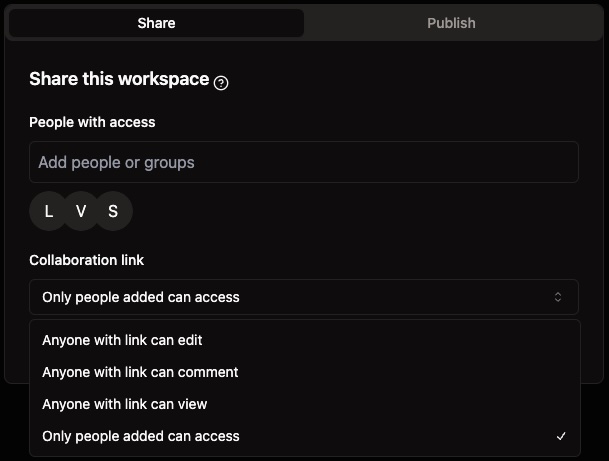 Share
Publish
Share this workspace ?
People with access
Add people or groups
L V S
Collaboration link
Only people added can access
Anyone with link can edit
Anyone with link can comment
Anyone with link can view
Only people added can access